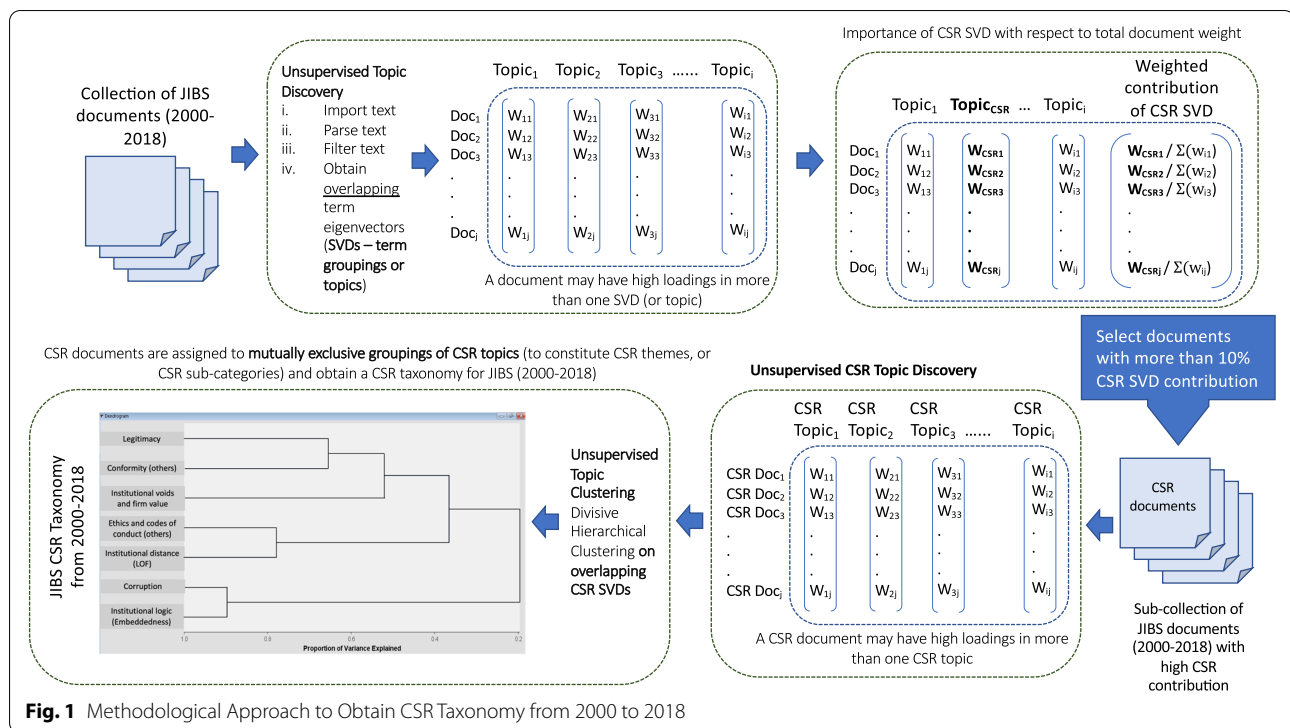 Collection of JIBS
documents (2000-
2018)
Unsupervised Topic
Discovery
i. Import text
ii. Parse text
iii. Filter text
iv. Obtain
overlapping
term
eigenvectors
(SVDs – term
groupings or
topics)
Topic1 Topic2 Topic3 ...... Topici
Doc1 W11 W21 W31 Wi1
Doc2 W12 W22 W32 Wi2
Doc3 W13 W23 W33 Wi3
. . . . .
. . . . .
. . . . .
Docj W1j W2j W3j Wij
A document may have high loadings in
more than one SVD (or topic)
Importance of CSR SVD with respect to total document weight
Weighted
contribution
of CSR SVD
Topic1 TopicCSR ... Topici
Doc1 W11 WCSR1 Wi1 WCSR1 / Σ(wi1)
Doc2 W12 WCSR2 Wi2 WCSR2 / Σ(wi2)
Doc3 W13 WCSR3 Wi3 WCSR3 / Σ(wi3)
. . . . .
. . . . .
. . . . .
Docj W1j WCSRj Wij WCSRj / Σ(wij)
Select documents
with more than 10%
CSR SVD contribution
CSR
documents
Sub-collection of
JIBS documents
(2000-2018) with
high CSR
contribution
Unsupervised CSR Topic Discovery
CSR CSR CSR CSR
Topic1 Topic2 Topic3 ...... Topici
CSR Doc1 W11 W21 W31 Wi1
CSR Doc2 W12 W22 W32 Wi2
CSR Doc3 W13 W23 W33 Wi3
. . . . .
. . . . .
. . . . .
CSR Docj W1j W2j W3j Wij
A CSR document may have high loadings in more
than one CSR topic
CSR documents are assigned to mutually exclusive groupings of CSR topics (to constitute CSR themes, or
CSR sub-categories) and obtain a CSR taxonomy for JIBS (2000-2018)
Unsupervised
Topic
Clustering
Divisive
Hierarchical
Clustering on
overlapping
CSR SVDs
JIBS CSR Taxonomy
from 2000-2018
Dendrogram
Legitimacy
Conformity (others)
Institutional voids
and firm value
Ethics and codes of
conduct (others)
Institutional distance
(LOF)
Corruption
Institutional logic
(Embeddedness)
1.0 0.8 0.6 0.4 0.2
Proportion of Variance Explained
Fig. 1 Methodological Approach to Obtain CSR Taxonomy from 2000 to 2018